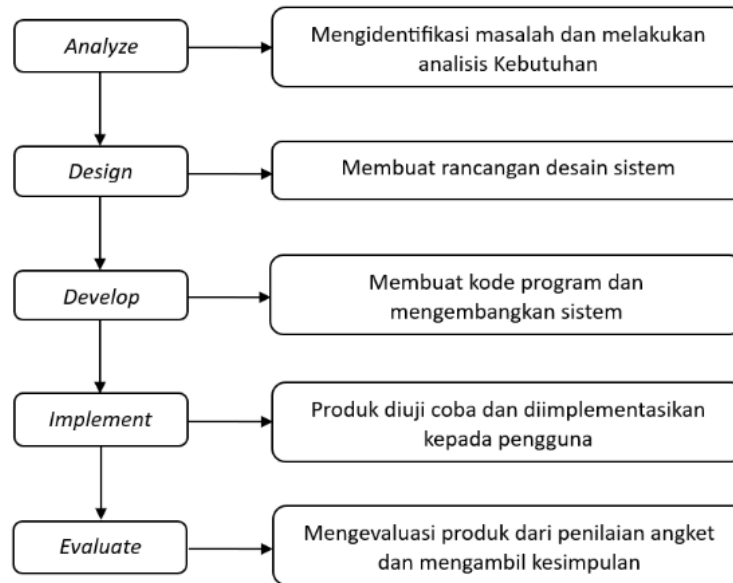 Analyze
Mengidentifikasi masalah dan melakukan
analisis Kebutuhan
Design
Membuat rancangan desain sistem
Develop
Membuat kode program dan
mengembangkan sistem
Implement
Produk diuji coba dan diimplementasikan
kepada pengguna
Evaluate
Mengevaluasi produk dari penilaian angket
dan mengambil kesimpulan